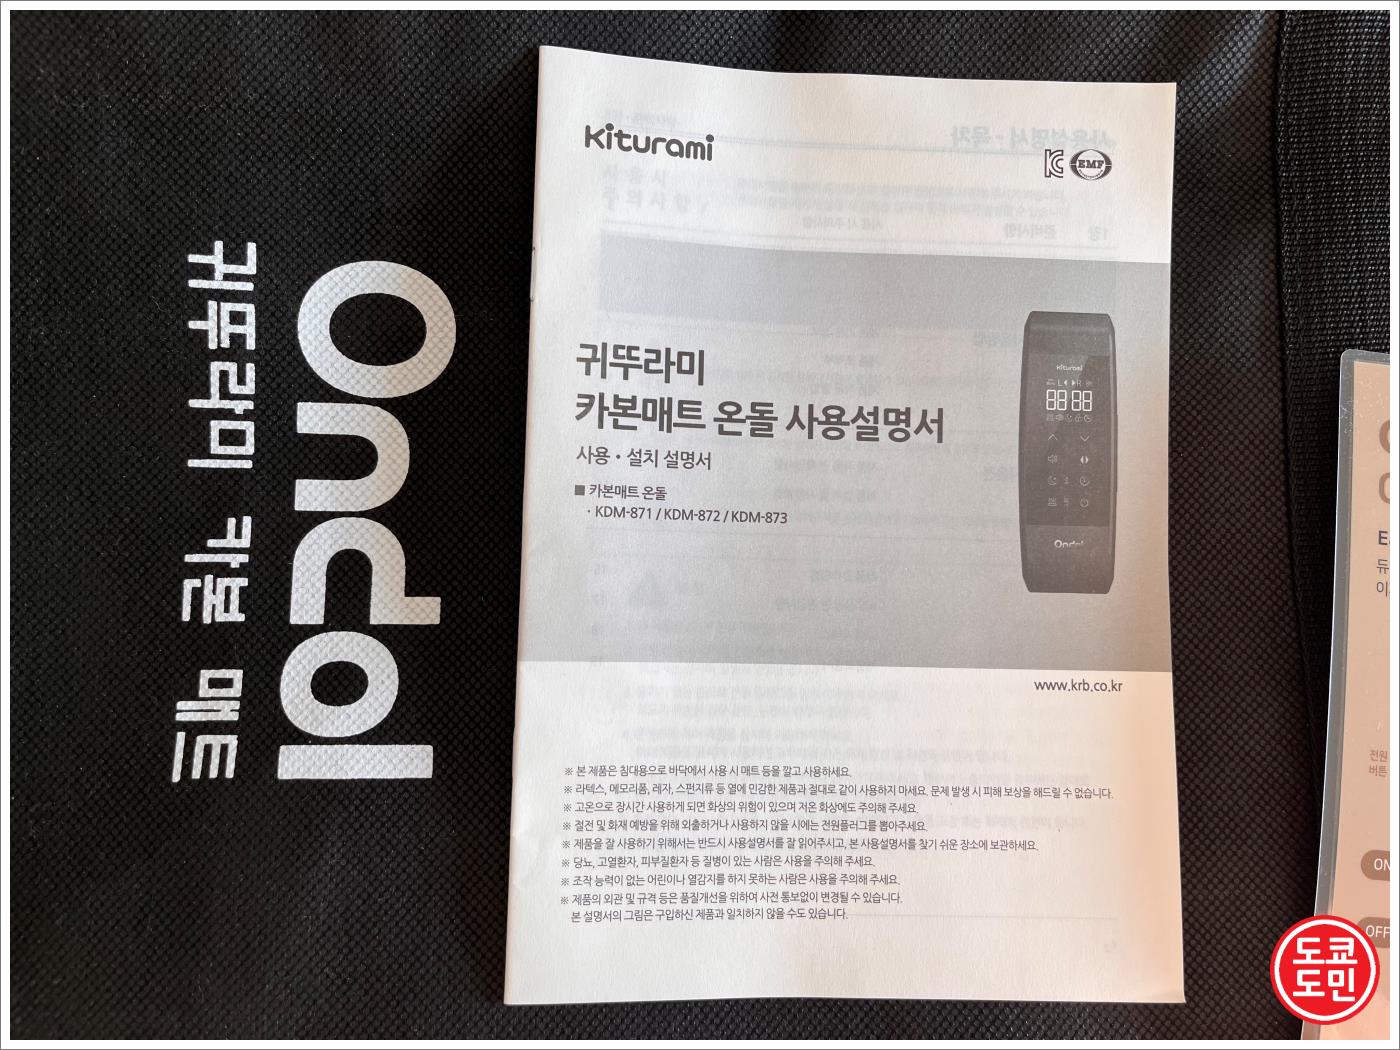 Ondol
귀뚜라미 카본 매트
Kiturami
KC EMF
귀뚜라미
카본매트 온돌 사용설명서
사용 • 설치 설명서
■ 카본매트 온돌
· KDM-871 / KDM-872 / KDM-873
Kiturami
L R
88 88
Ondol
www.krb.co.kr
※ 본 제품은 침대용으로 바닥에서 사용 시 매트 등을 깔고 사용하세요.
※ 라텍스, 메모리폼, 레자, 스펀지류 등 열에 민감한 제품과 절대로 같이 사용하지 마세요. 문제 발생 시 피해 보상을 해드릴 수 없습니다.
※ 고온으로 장시간 사용하게 되면 화상의 위험이 있으며 저온 화상에도 주의해 주세요.
※ 절전 및 화재 예방을 위해 외출하거나 사용하지 않을 시에는 전원플러그를 뽑아주세요.
※ 제품을 잘 사용하기 위해서는 반드시 사용설명서를 잘 읽어주시고, 본 사용설명서를 찾기 쉬운 장소에 보관하세요.
※ 당뇨, 고열환자, 피부질환자 등 질병이 있는 사람은 사용을 주의해 주세요.
※ 조작 능력이 없는 어린이나 열감지를 하지 못하는 사람은 사용을 주의해 주세요.
※ 제품의 외관 및 규격 등은 품질개선을 위하여 사전 통보없이 변경될 수 있습니다.
본 설명서의 그림은 구입하신 제품과 일치하지 않을 수도 있습니다.
전원
버튼
ON
OFF
도쿄
도민